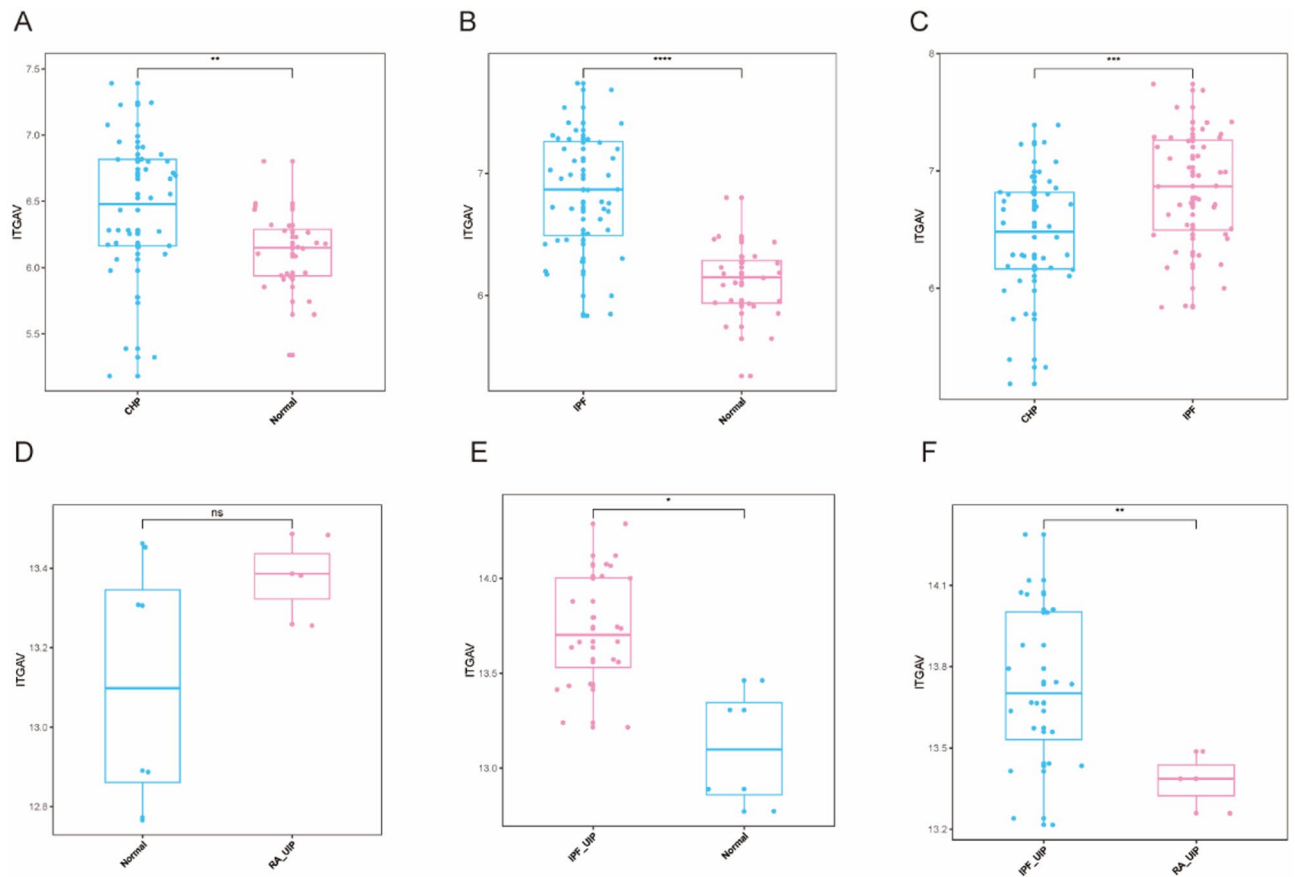 A
B
C
**
7.5
7.0
6.5
6.0
5.5
ITGAV
CHP
Normal
****
7
6
ITGAV
IPF
Normal
***
8
7
6
ITGAV
CHP
IPF
D
E
F
ns
13.4
13.2
13.0
12.8
ITGAV
Normal
RA_UIP
*
14.0
13.5
13.0
ITGAV
IPF_UIP
Normal
**
14.1
13.8
13.5
13.2
ITGAV
IPF_UIP
RA_UIP